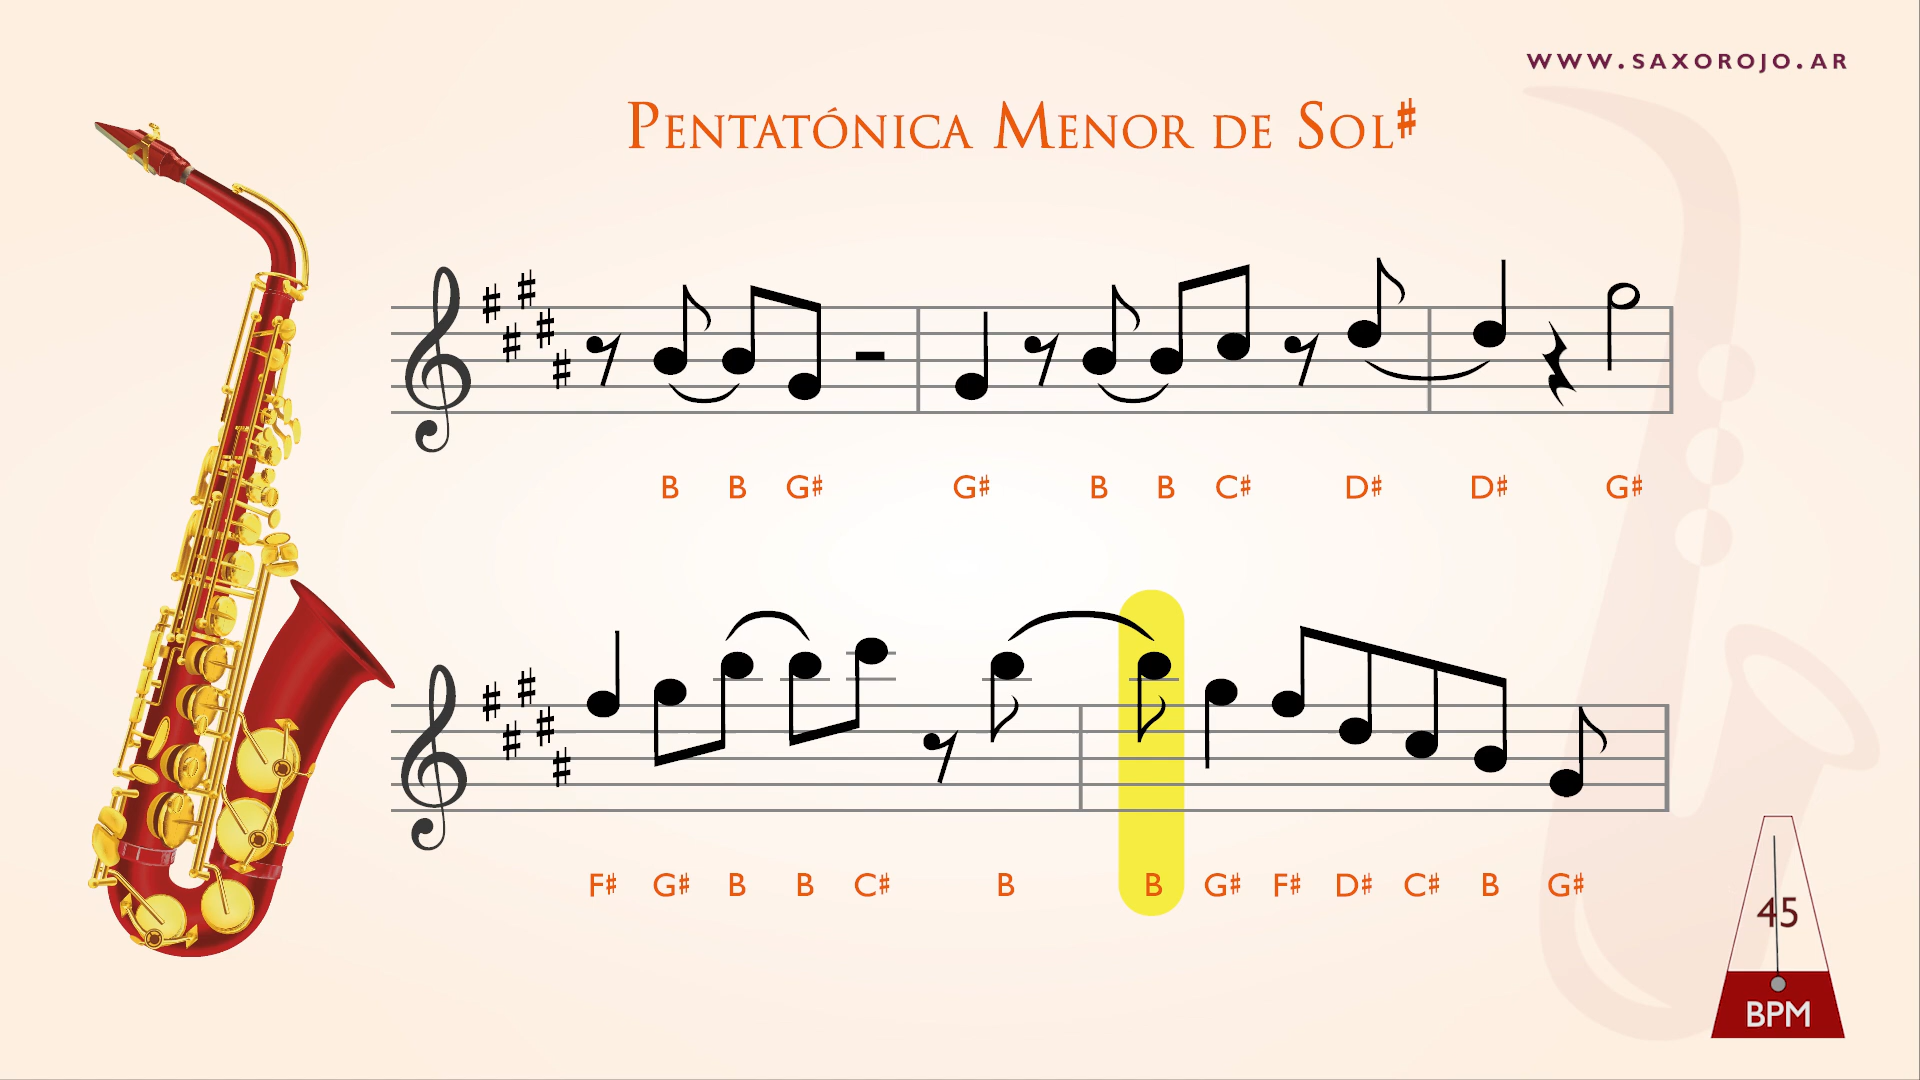 WWW.SAXOROJO.AR
Pentatónica Menor de Sol♯
B B G♯ G♯ B B C♯ D♯ D♯ G♯
F♯ G♯ B B C♯ B B G♯ F♯ D♯ C♯ B G♯
45
BPM